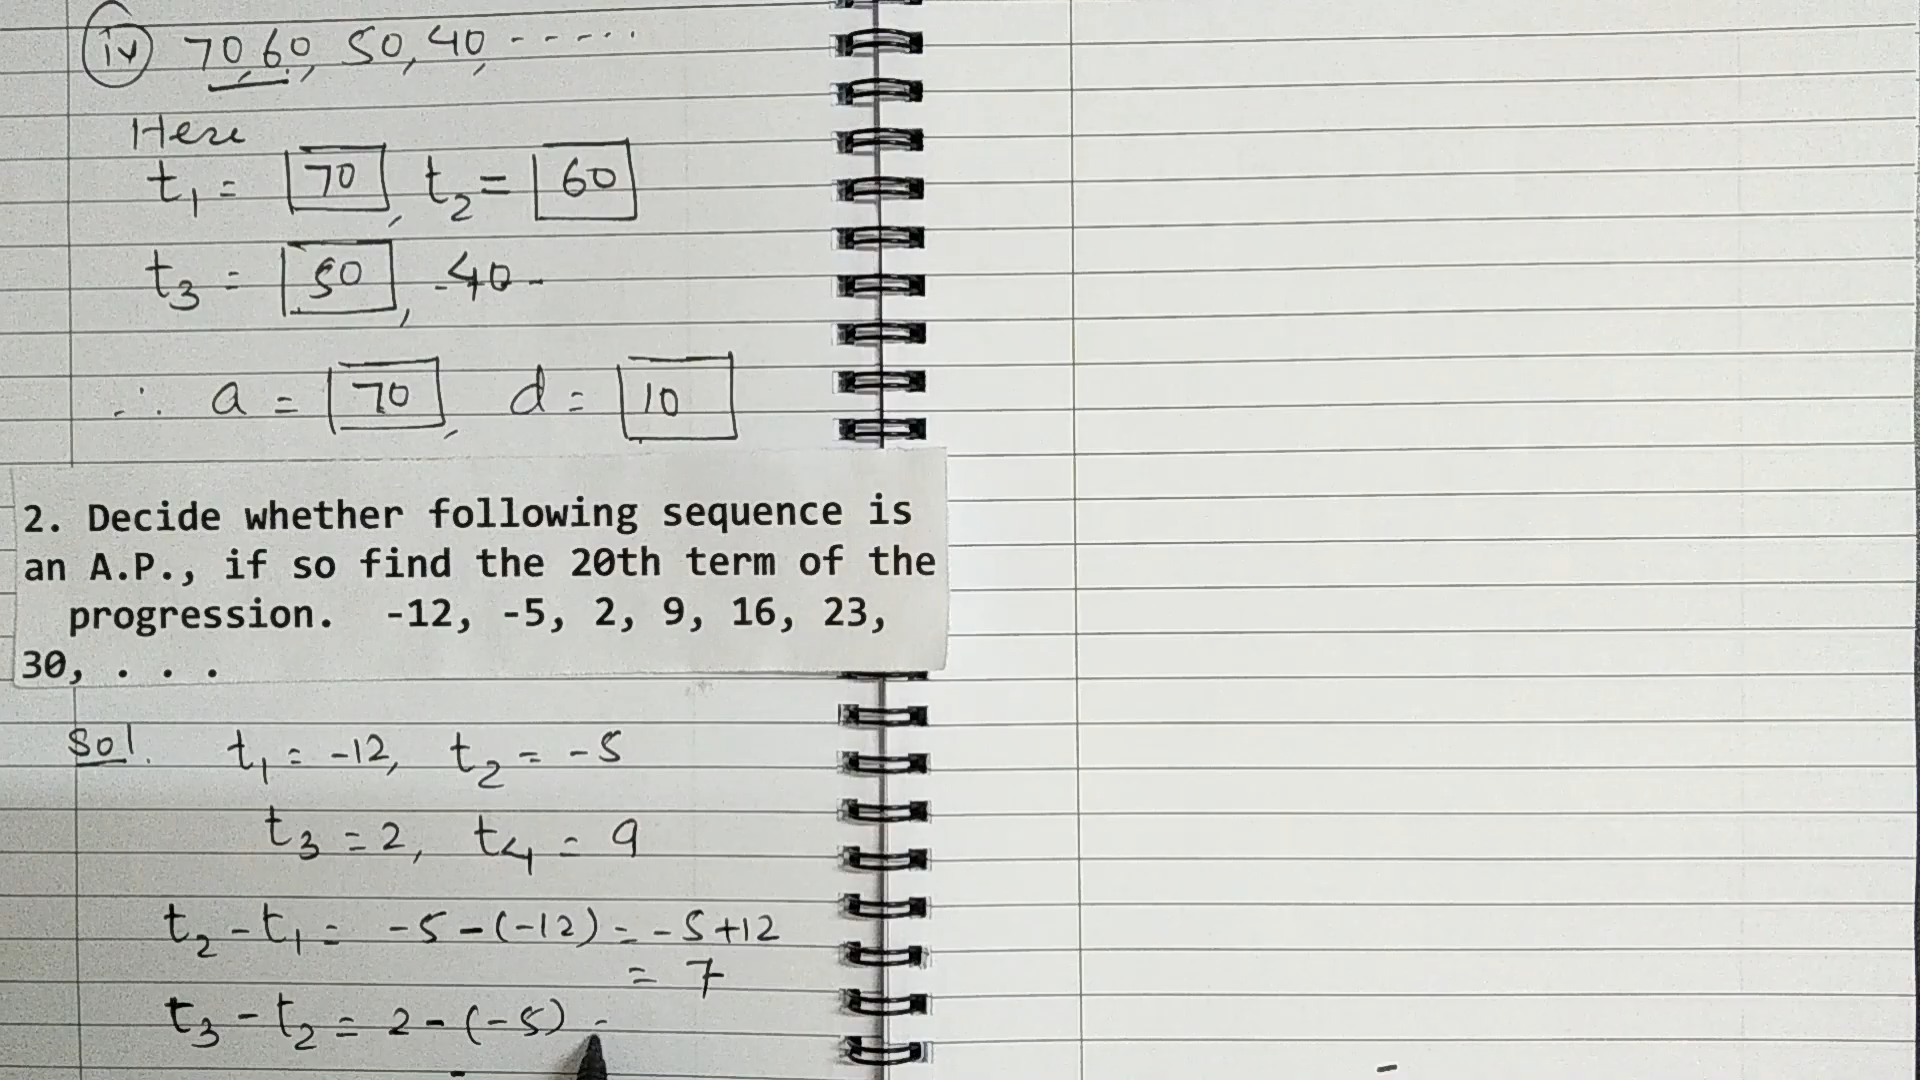 (iv) 70, 60, 50, 40, - - - - -
Here
t₁ = 70, t₂ = 60
t₃ = 50, -40-
∴ a = 70, d = 10
2. Decide whether following sequence is
an A.P., if so find the 20th term of the
progression. -12, -5, 2, 9, 16, 23,
30, . . .
Sol. t₁ = -12, t₂ = -5
t₃ = 2, t₄ = 9
t₂ - t₁ = -5 - (-12) = -5 + 12
= 7
t₃ - t₂ = 2 - (-5) =